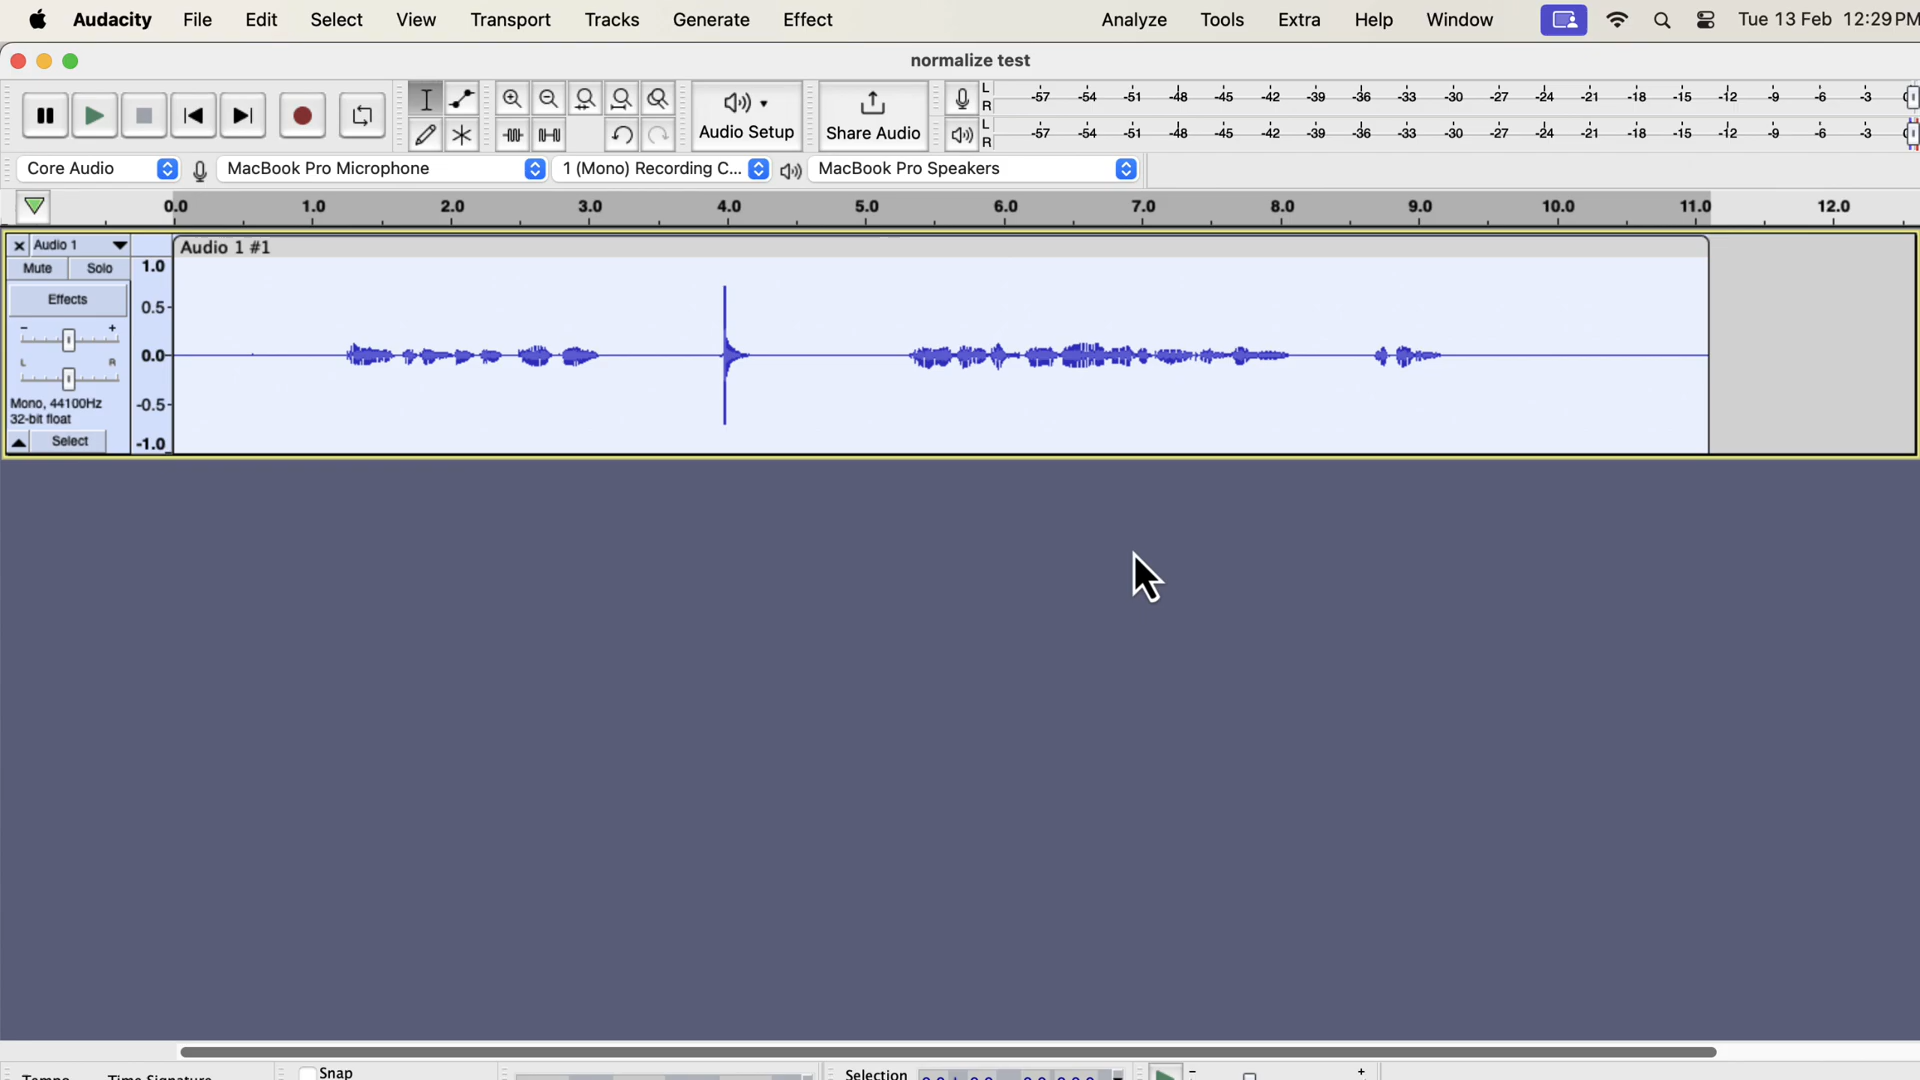 Audacity File Edit Select View Transport Tracks Generate Effect Analyze Tools Extra Help Window Tue 13 Feb 12:29 PM
normalize test
L -57 -54 -51 -48 -45 -42 -39 -36 -33 -30 -27 -24 -21 -18 -15 -12 -9 -6 -3
R
Audio Setup Share Audio
L -57 -54 -51 -48 -45 -42 -39 -36 -33 -30 -27 -24 -21 -18 -15 -12 -9 -6 -3
R
Core Audio MacBook Pro Microphone 1 (Mono) Recording C... MacBook Pro Speakers
0.0 1.0 2.0 3.0 4.0 5.0 6.0 7.0 8.0 9.0 10.0 11.0 12.0
Audio 1 Audio 1 #1
Mute Solo 1.0
Effects 0.5
- +
0.0
L R
Mono, 44100Hz -0.5
32-bit float
Select -1.0
Snap
Selection
- +